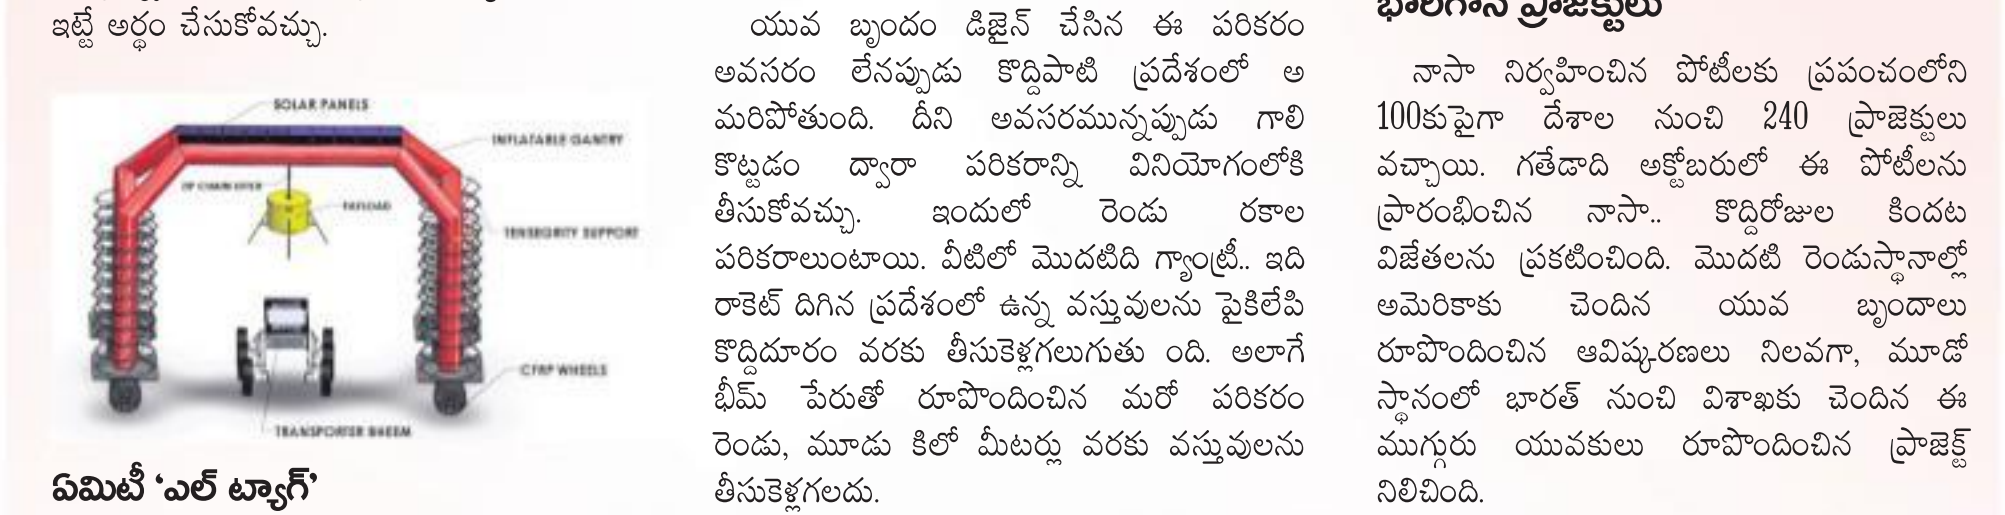 ఇట్టే అర్థం చేసుకోవచ్చు.
SOLAR PANELS
INFLATABLE GANTRY
PAYLOAD
TENSEGRITY SUPPORT
CFRP WHEELS
TRANSPORTER BHEEM
ఏమిటీ ‘ఎల్ ట్యాగ్’
యువ బృందం డిజైన్ చేసిన ఈ పరికరం
అవసరం లేనప్పుడు కొద్దిపాటి ప్రదేశంలో అ
మరిపోతుంది. దీని అవసరమున్నప్పుడు గాలి
కొట్టడం ద్వారా పరికరాన్ని వినియోగంలోకి
తీసుకోవచ్చు. ఇందులో రెండు రకాల
పరికరాలుంటాయి. వీటిలో మొదటిది గ్యాంట్రీ.. ఇది
రాకెట్ దిగిన ప్రదేశంలో ఉన్న వస్తువులను పైకిలేపి
కొద్దిదూరం వరకు తీసుకెళ్లగలుగుతు ంది. అలాగే
భీమ్ పేరుతో రూపొందించిన మరో పరికరం
రెండు, మూడు కిలో మీటర్లు వరకు వస్తువులను
తీసుకెళ్లగలదు.
భారీగానే ప్రాజెక్టులు
నాసా నిర్వహించిన పోటీలకు ప్రపంచంలోని
100కుపైగా దేశాల నుంచి 240 ప్రాజెక్టులు
వచ్చాయి. గతేడాది అక్టోబరులో ఈ పోటీలను
ప్రారంభించిన నాసా.. కొద్దిరోజుల కిందట
విజేతలను ప్రకటించింది. మొదటి రెండుస్థానాల్లో
అమెరికాకు చెందిన యువ బృందాలు
రూపొందించిన ఆవిష్కరణలు నిలవగా, మూడో
స్థానంలో భారత్ నుంచి విశాఖకు చెందిన ఈ
ముగ్గురు యువకులు రూపొందించిన ప్రాజెక్ట్
నిలిచింది.